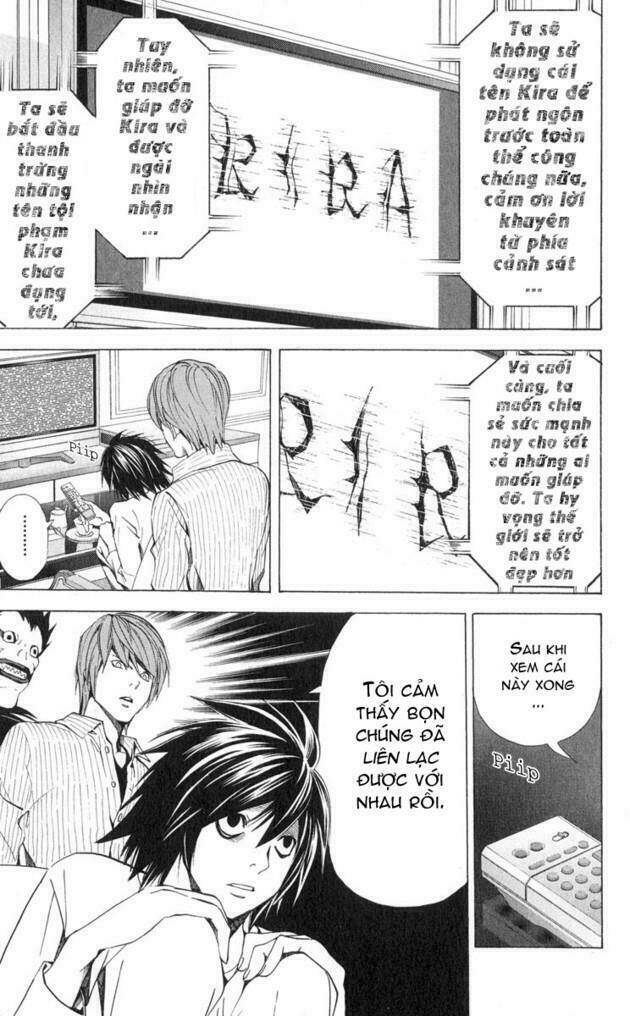 Ta sẽ
không sử
dụng cái
tên Kira để
phát ngôn
trước toàn
thể công
chúng nữa,
cảm ơn lời
khuyên
từ phía
cảnh sát
...
Tuy
nhiên,
ta muốn
giúp đỡ
Kira và
được
ngài
nhìn
nhận
...
Ta sẽ
bắt đầu
thanh
trừng
những
tên tội
phạm
Kira
chưa
đụng
tới,
KIRA
Và cuối
cùng, ta
muốn chia
sẻ sức mạnh
này cho tất
cả những ai
muốn giúp
đỡ. Ta hy
vọng thế
giới sẽ trở
nên tốt
đẹp hơn
Piip
........
SAU KHI
XEM CÁI
NÀY XONG
...
Piip
TÔI CẢM
THẤY BỌN
CHÚNG ĐÃ
LIÊN LẠC
ĐƯỢC VỚI
NHAU RỒI.